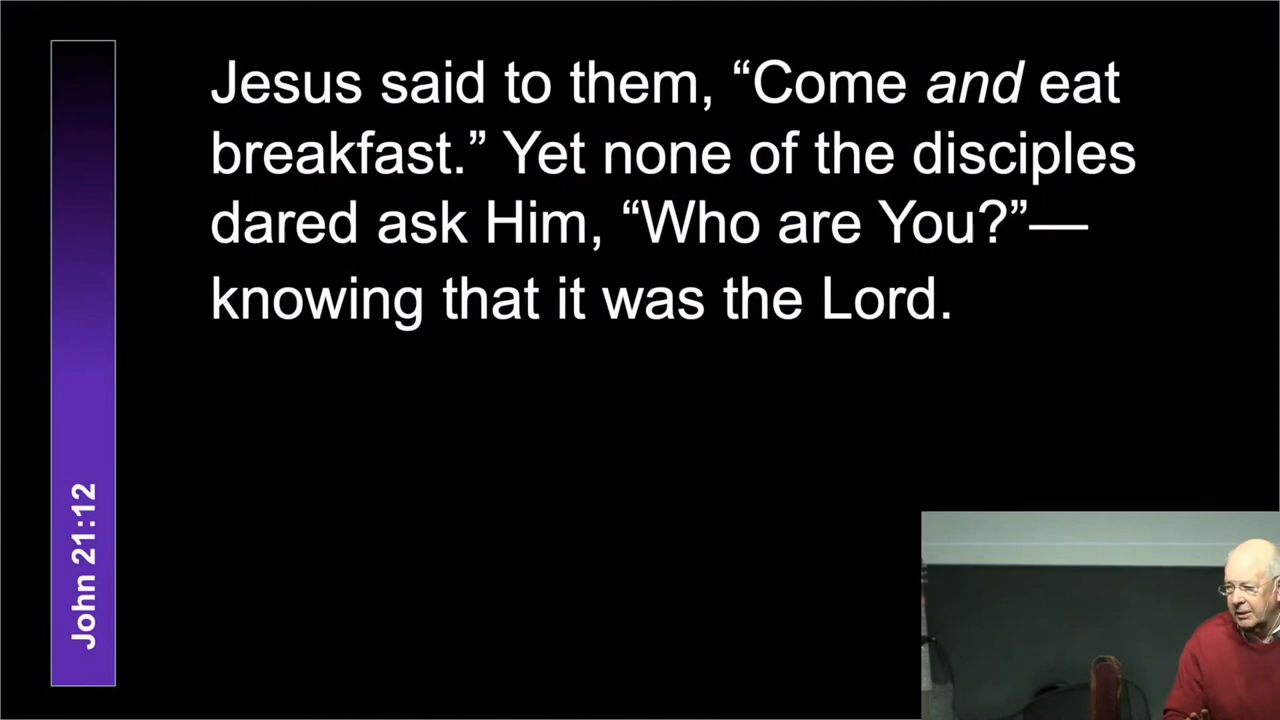 Jesus said to them, “Come and eat
breakfast.” Yet none of the disciples
dared ask Him, “Who are You?”—
knowing that it was the Lord.
John 21:12